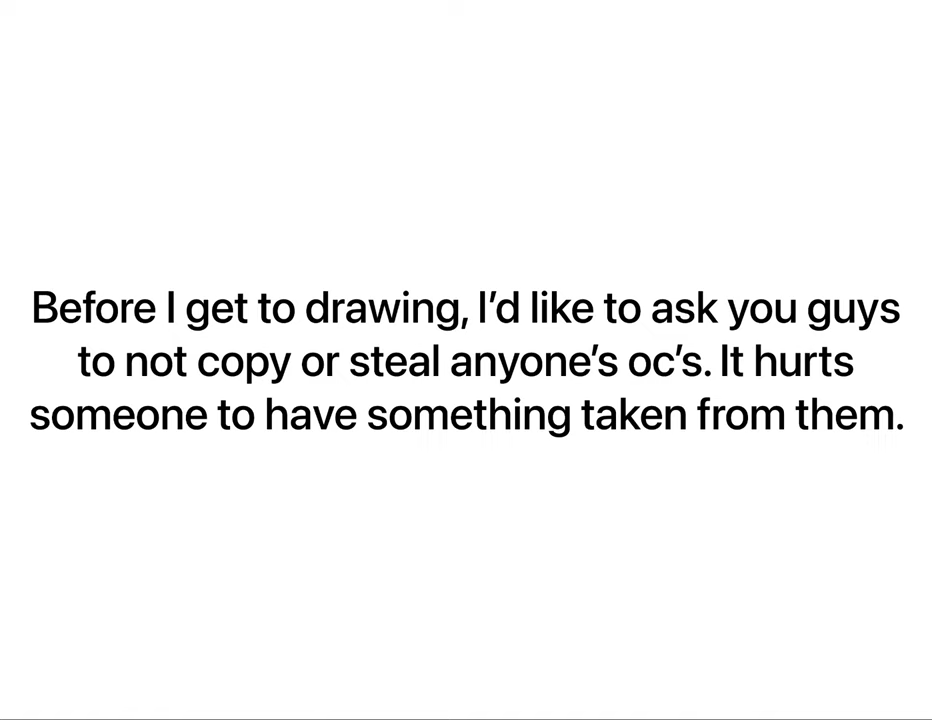 Before I get to drawing, I’d like to ask you guys
to not copy or steal anyone’s oc’s. It hurts
someone to have something taken from them.